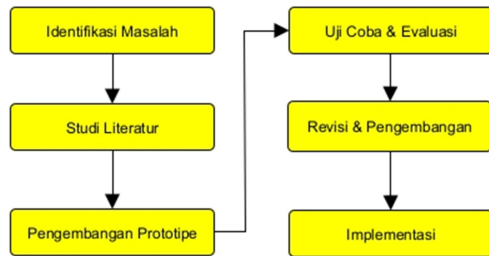 Identifikasi Masalah
Studi Literatur
Pengembangan Prototipe
Uji Coba & Evaluasi
Revisi & Pengembangan
Implementasi